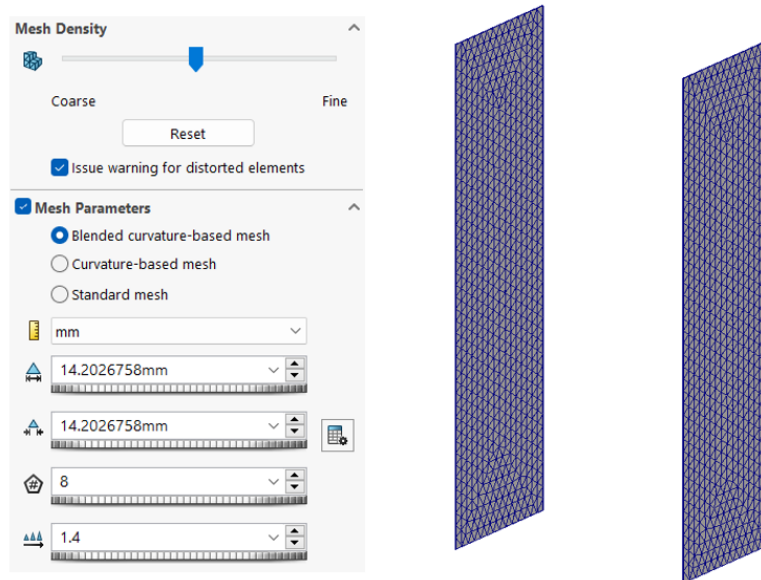 Mesh Density
Coarse Fine
Reset
Issue warning for distorted elements
Mesh Parameters
Blended curvature-based mesh
Curvature-based mesh
Standard mesh
mm
14.2026758mm
14.2026758mm
#
8
1.4